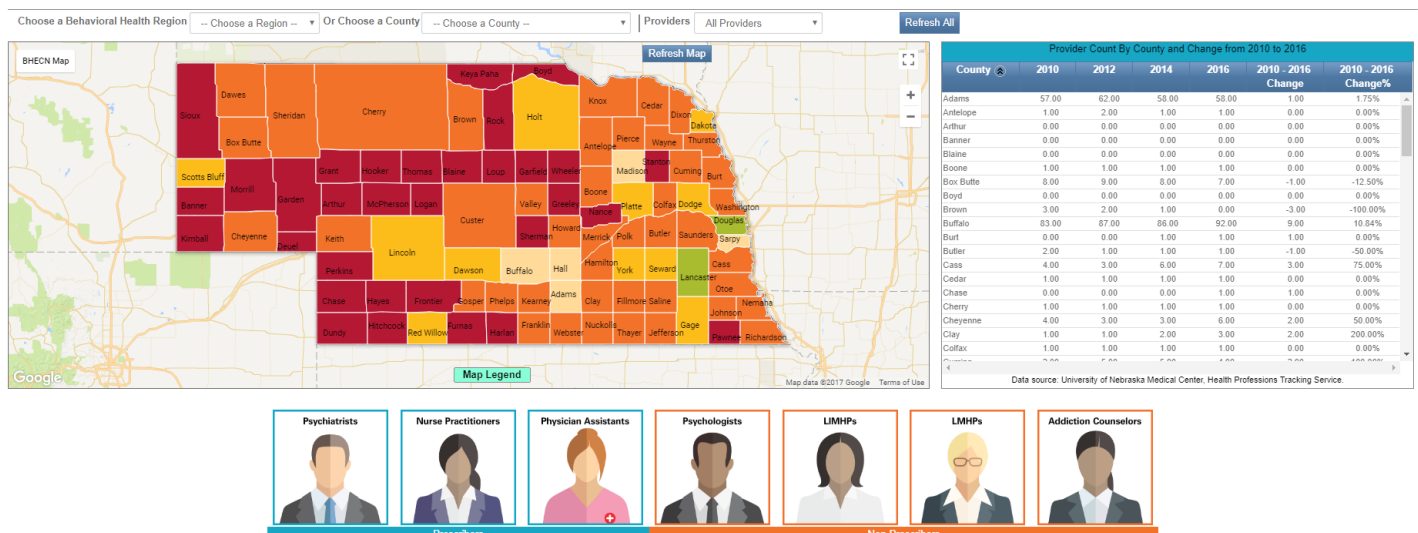 Choose a Behavioral Health Region -- Choose a Region -- Or Choose a County -- Choose a County -- Providers All Providers Refresh All
BHECN Map
Refresh Map
Keya Paha Boyd
Dawes Knox
Sioux Sheridan Cherry Brown Rock Holt Cedar Dixon
Dakota
Box Butte Antelope Pierce Wayne Thurston
Scotts Bluff Grant Hooker Thomas Blaine Loup Garfield Wheeler Madison Stanton Cuming Burt
Morrill Garden Boone
Banner Arthur McPherson Logan Valley Greeley Nance Platte Colfax Dodge Washington
Custer Douglas
Kimball Cheyenne Deuel Keith Sherman Howard Merrick Polk Butler Saunders Sarpy
Lincoln
Perkins Dawson Buffalo Hall Hamilton York Seward Lancaster Cass
Otoe
Chase Hayes Frontier Gosper Phelps Kearney Adams Clay Fillmore Saline Nemaha
Johnson
Dundy Hitchcock Red Willow Furnas Harlan Franklin Webster Nuckolls Thayer Jefferson Gage Pawnee Richardson
Map Legend
Google
Map data ©2017 Google Terms of Use
Provider Count By County and Change from 2010 to 2016
County 2010 2012 2014 2016 2010 - 2016 Change 2010 - 2016 Change%
Adams 57.00 62.00 58.00 58.00 1.00 1.75%
Antelope 1.00 2.00 1.00 1.00 0.00 0.00%
Arthur 0.00 0.00 0.00 0.00 0.00 0.00%
Banner 0.00 0.00 0.00 0.00 0.00 0.00%
Blaine 0.00 0.00 0.00 0.00 0.00 0.00%
Boone 1.00 1.00 1.00 1.00 0.00 0.00%
Box Butte 8.00 9.00 8.00 7.00 -1.00 -12.50%
Boyd 0.00 0.00 0.00 0.00 0.00 0.00%
Brown 3.00 2.00 1.00 0.00 -3.00 -100.00%
Buffalo 83.00 87.00 86.00 92.00 9.00 10.84%
Burt 0.00 0.00 1.00 1.00 1.00 0.00%
Butler 2.00 1.00 1.00 1.00 -1.00 -50.00%
Cass 4.00 3.00 6.00 7.00 3.00 75.00%
Cedar 1.00 1.00 1.00 1.00 0.00 0.00%
Chase 0.00 0.00 0.00 1.00 1.00 0.00%
Cherry 1.00 1.00 1.00 1.00 0.00 0.00%
Cheyenne 4.00 3.00 3.00 6.00 2.00 50.00%
Clay 1.00 1.00 2.00 3.00 2.00 200.00%
Colfax 1.00 1.00 1.00 1.00 0.00 0.00%
Data source: University of Nebraska Medical Center, Health Professions Tracking Service.
Psychiatrists Nurse Practitioners Physician Assistants Psychologists LIMHPs LMHPs Addiction Counselors